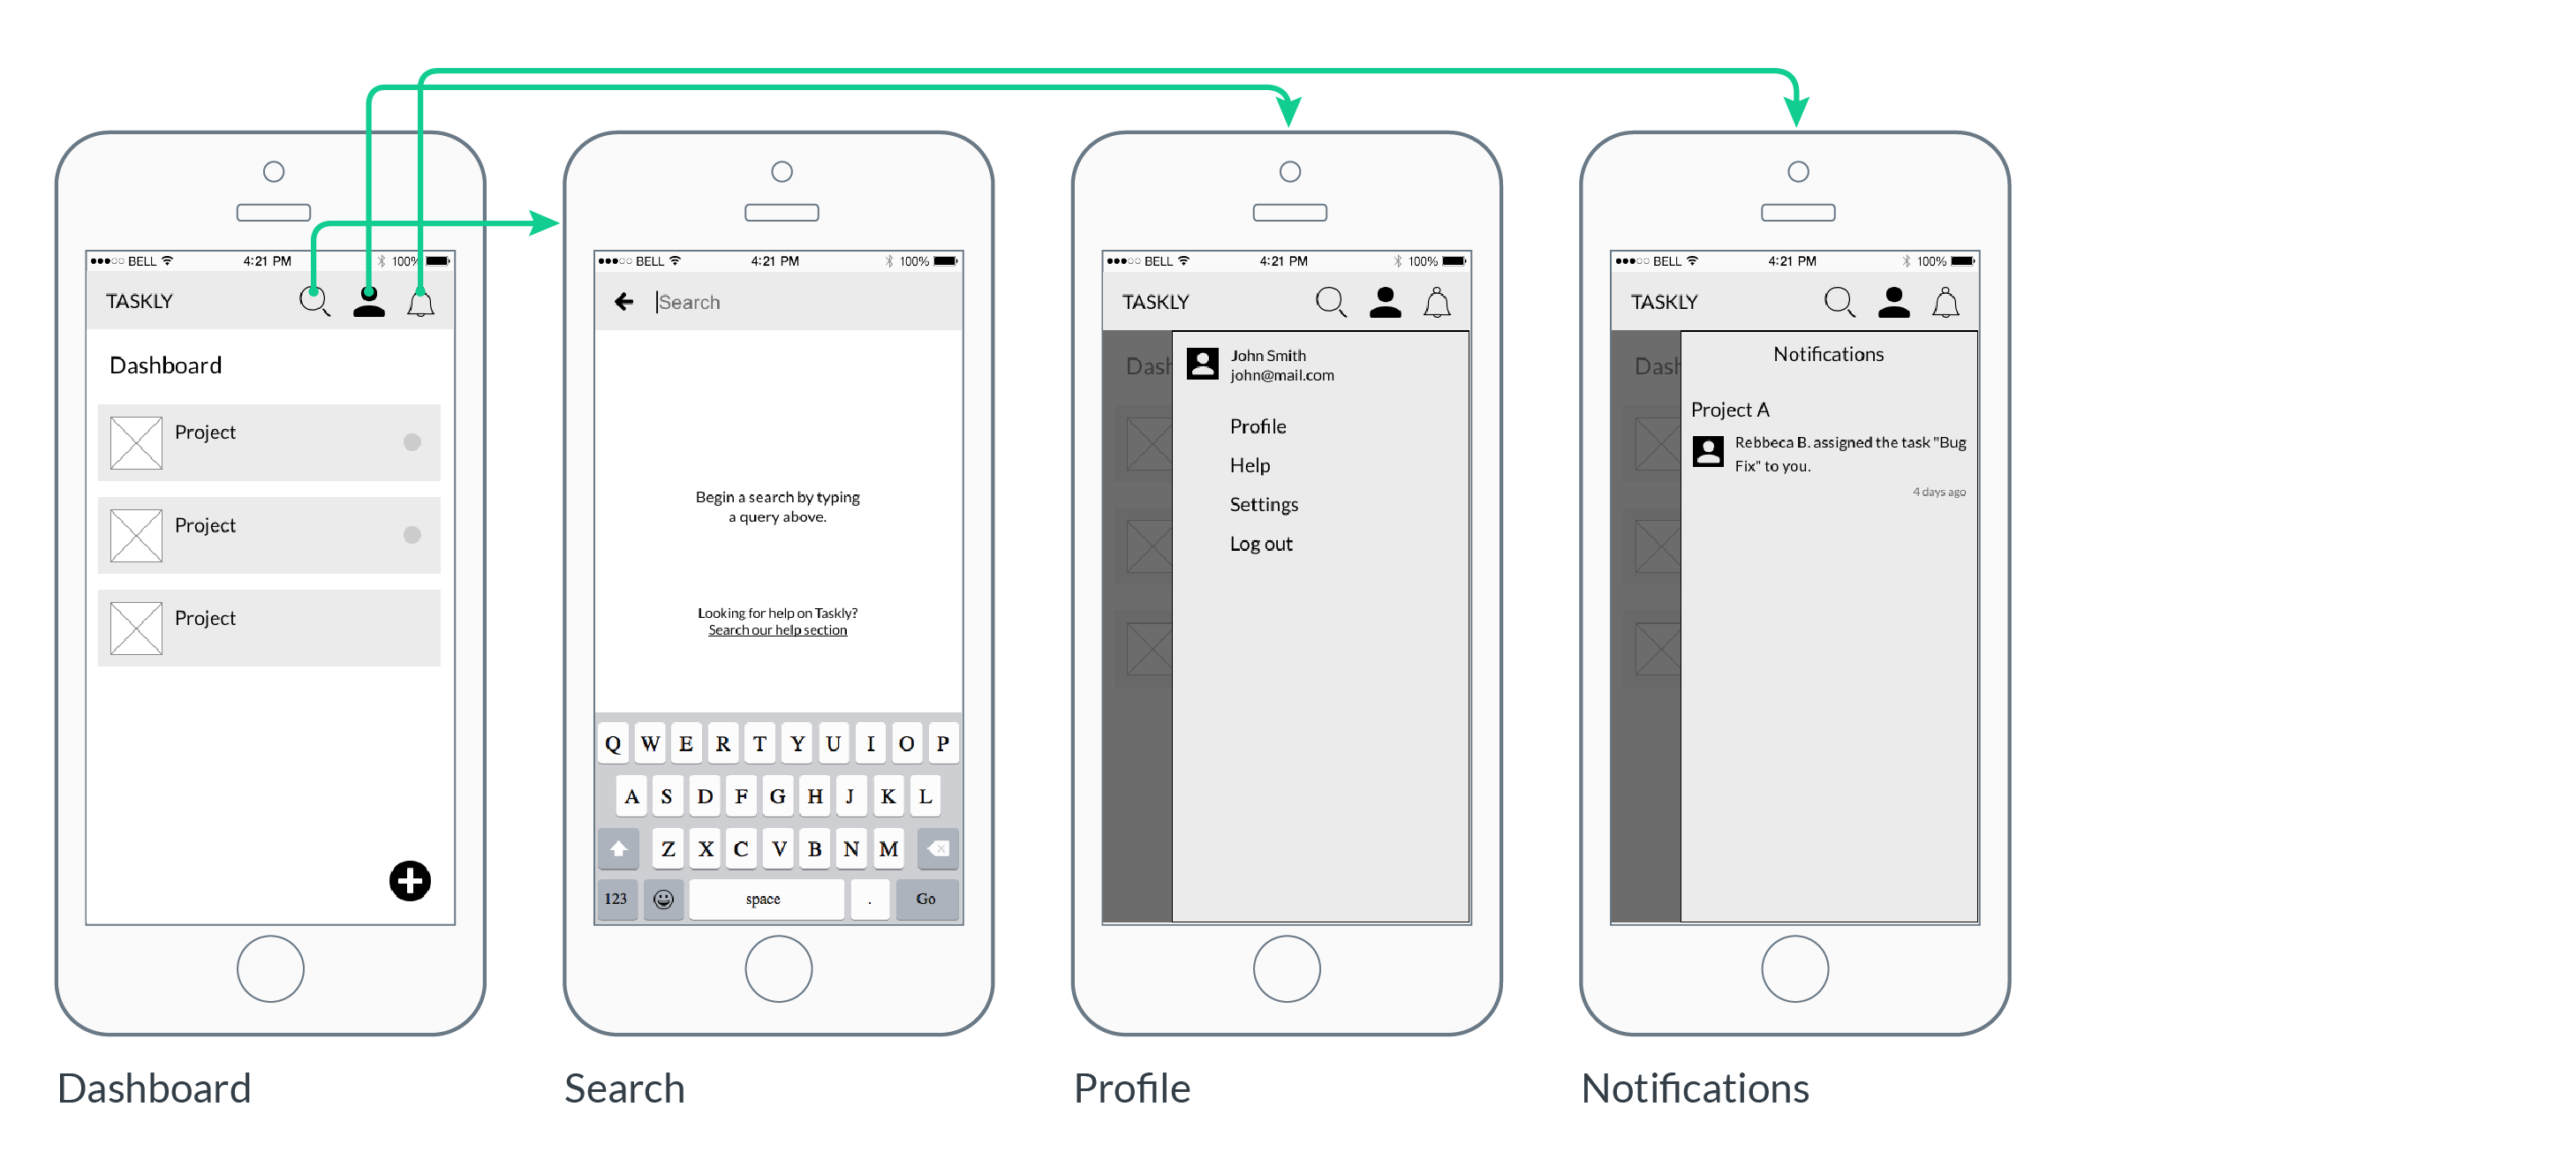 BELL 4:21 PM 100%
TASKLY
Dashboard
Project
Project
Project
Dashboard
BELL 4:21 PM 100%
Search
Begin a search by typing
a query above.
Looking for help on Taskly?
Search our help section
Q W E R T Y U I O P
A S D F G H J K L
Z X C V B N M
123 space . Go
Search
BELL 4:21 PM 100%
TASKLY
Dash
John Smith
john@mail.com
Profile
Help
Settings
Log out
Profile
BELL 4:21 PM 100%
TASKLY
Dash
Notifications
Project A
Rebbeca B. assigned the task "Bug
Fix" to you.
4 days ago
Notifications